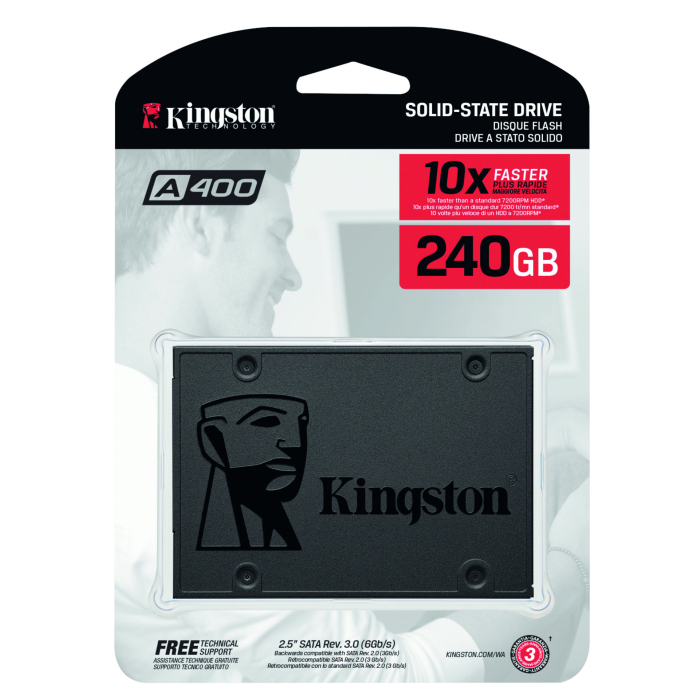 Kingston
TECHNOLOGY
SOLID-STATE DRIVE
DISQUE FLASH
DRIVE A STATO SOLIDO
A400
10x FASTER
PLUS RAPIDE
MAGGIORE VELOCITÀ
10x faster than a standard 7200RPM HDD*
10x plus rapide qu'un disque dur 7200 tr/mn standard*
10 volte più veloce di un HDD a 7200RPM*
240GB
Kingston
FREE TECHNICAL
SUPPORT
ASSISTANCE TECHNIQUE GRATUITE
SUPPORTO TECNICO GRATUITO
2.5" SATA Rev. 3.0 (6Gb/s)
Backwards compatible with SATA Rev. 2.0 (3Gb/s)
Rétrocompatible SATA Rev. 2.0 (3 Gb/s)
Retrocompatibile con lo standard SATA Rev. 2.0 (3 Gb/s)
KINGSTON.COM/WA
3
†